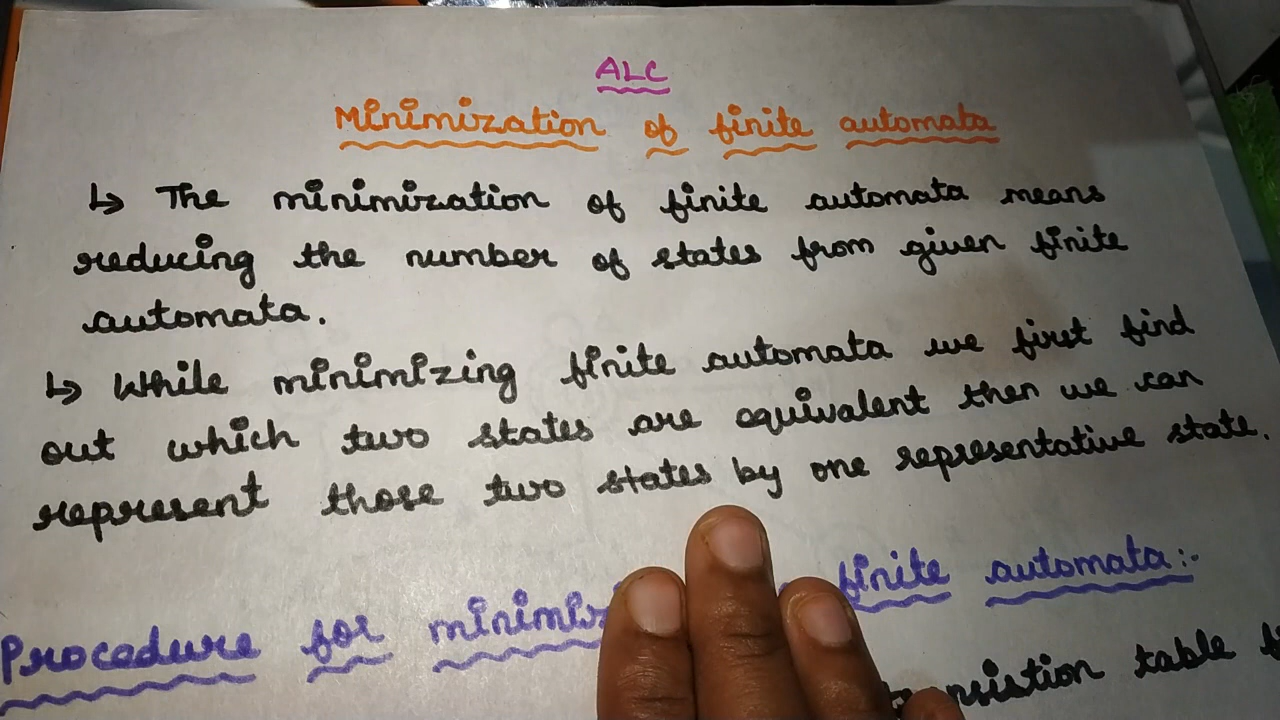 ALC
Minimization of finite automata
↳ The minimization of finite automata means
reducing the number of states from given finite
automata.
↳ While minimizing finite automata we first find
out which two states are equivalent then we can
represent those two states by one representative state.
Procedure for finite automata:-
table